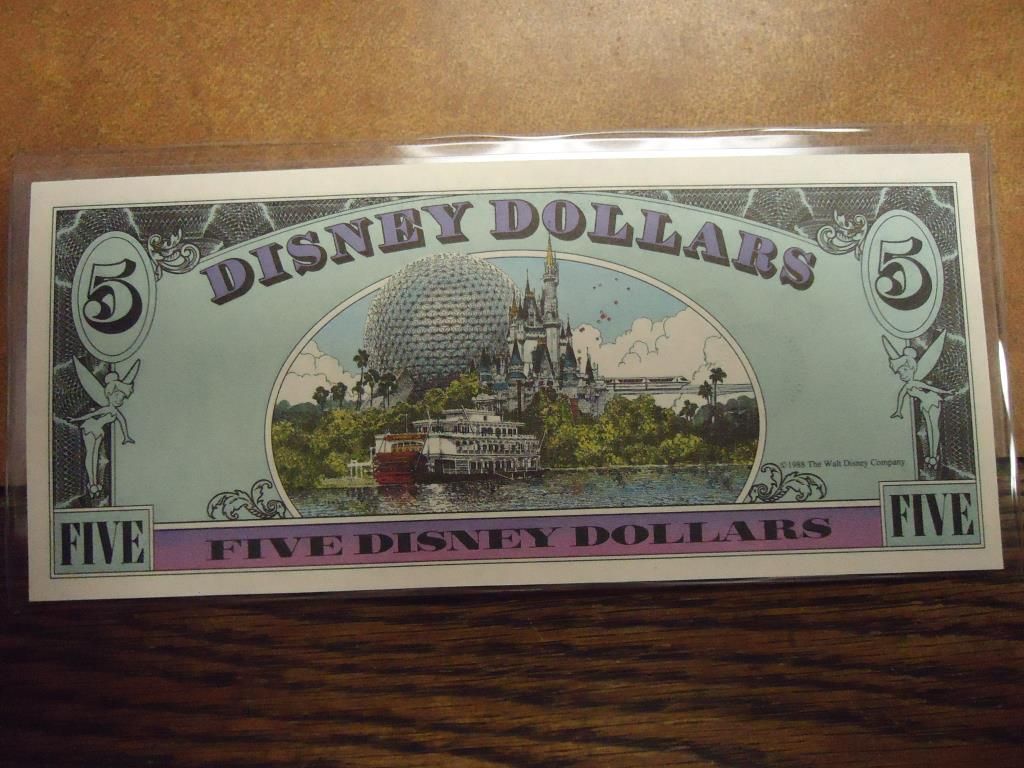 DISNEY DOLLARS
5 5
©1988 The Walt Disney Company
FIVE FIVE DISNEY DOLLARS FIVE